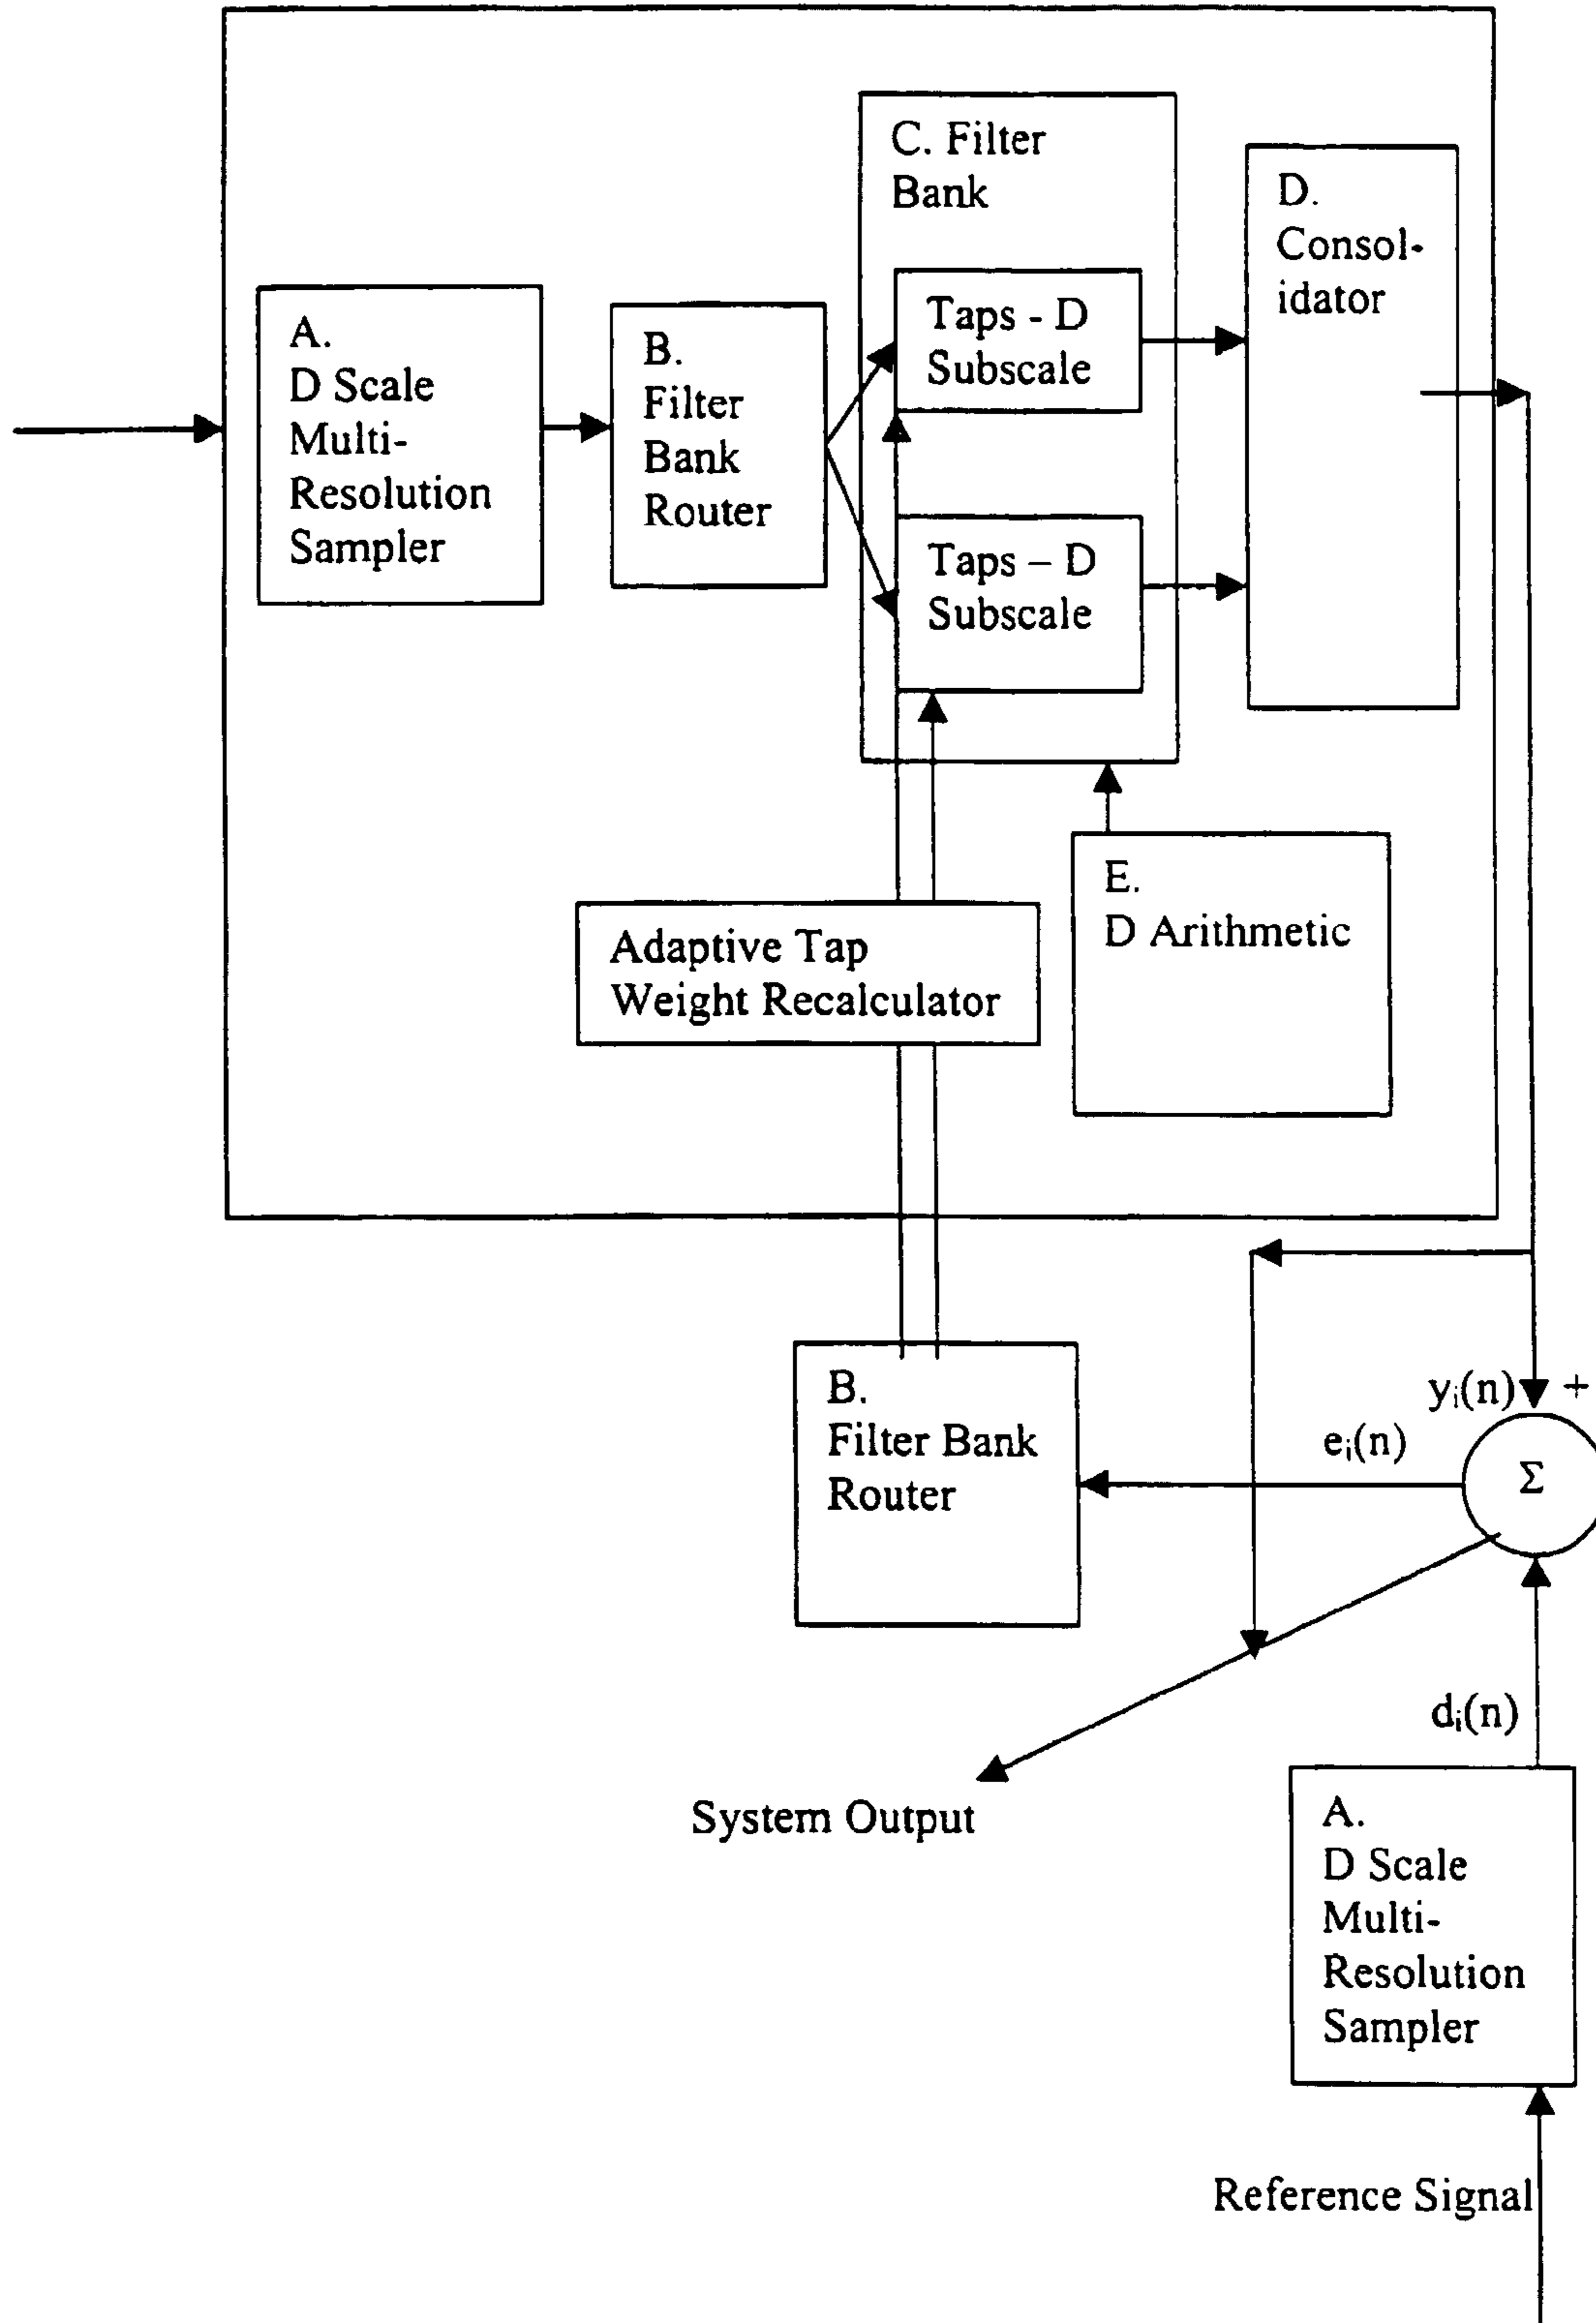 C. Filter
Bank
D.
Consol-
idator
A.
D Scale
Multi-
Resolution
Sampler
B.
Filter
Bank
Router
Taps - D
Subscale
Taps – D
Subscale
E.
D Arithmetic
Adaptive Tap
Weight Recalculator
B.
Filter Bank
Router
yᵢ(n) +
eᵢ(n)
Σ
dᵢ(n)
System Output
A.
D Scale
Multi-
Resolution
Sampler
Reference Signal